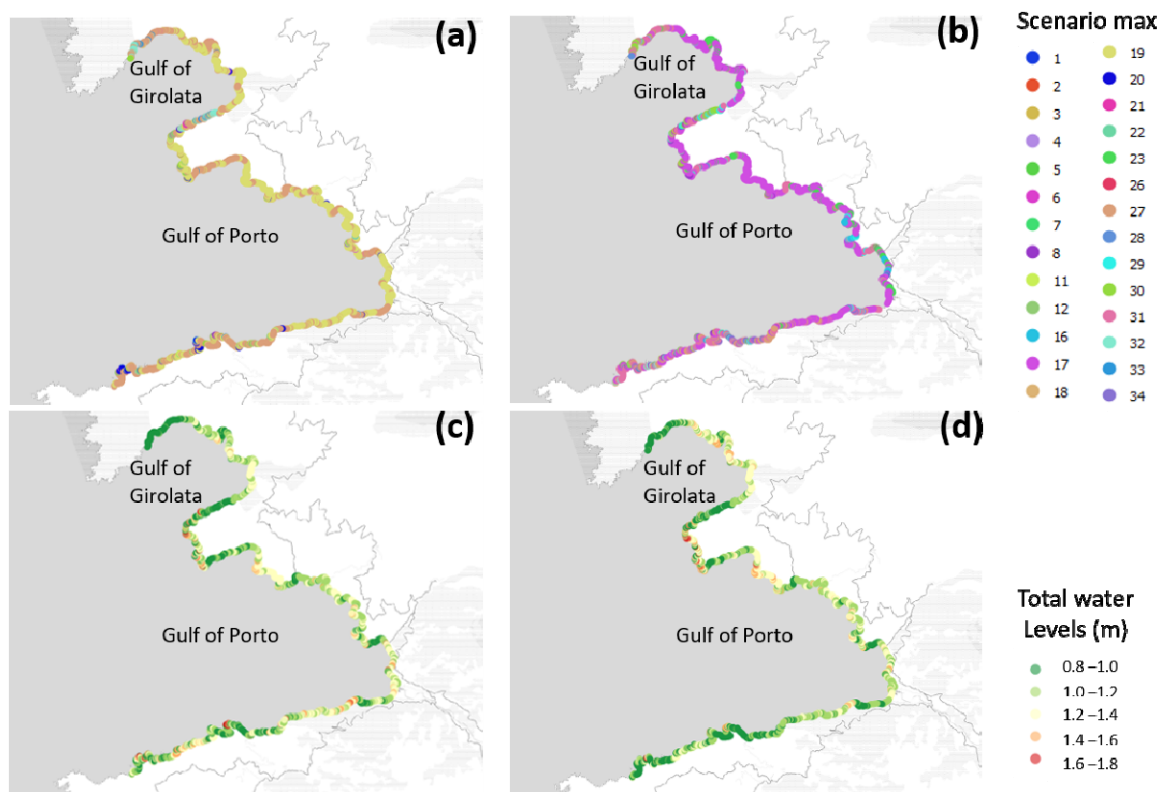 (a)
Gulf of
Girolata
Gulf of Porto
(b)
Gulf of
Girolata
Gulf of Porto
Scenario max
1
2
3
4
5
6
7
8
11
12
16
17
18
19
20
21
22
23
26
27
28
29
30
31
32
33
34
(c)
Gulf of
Girolata
Gulf of Porto
(d)
Gulf of
Girolata
Gulf of Porto
Total water
Levels (m)
0.8 –1.0
1.0 –1.2
1.2 –1.4
1.4 –1.6
1.6 –1.8